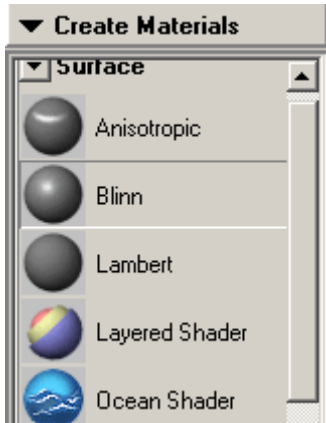 Create Materials
Surface
Anisotropic
Blinn
Lambert
Layered Shader
Ocean Shader